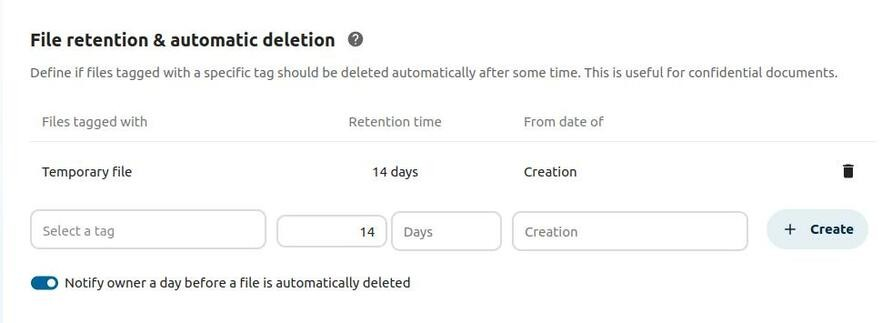 File retention & automatic deletion ?
Define if files tagged with a specific tag should be deleted automatically after some time. This is useful for confidential documents.
Files tagged with Retention time From date of
Temporary file 14 days Creation
Select a tag 14 Days Creation + Create
Notify owner a day before a file is automatically deleted